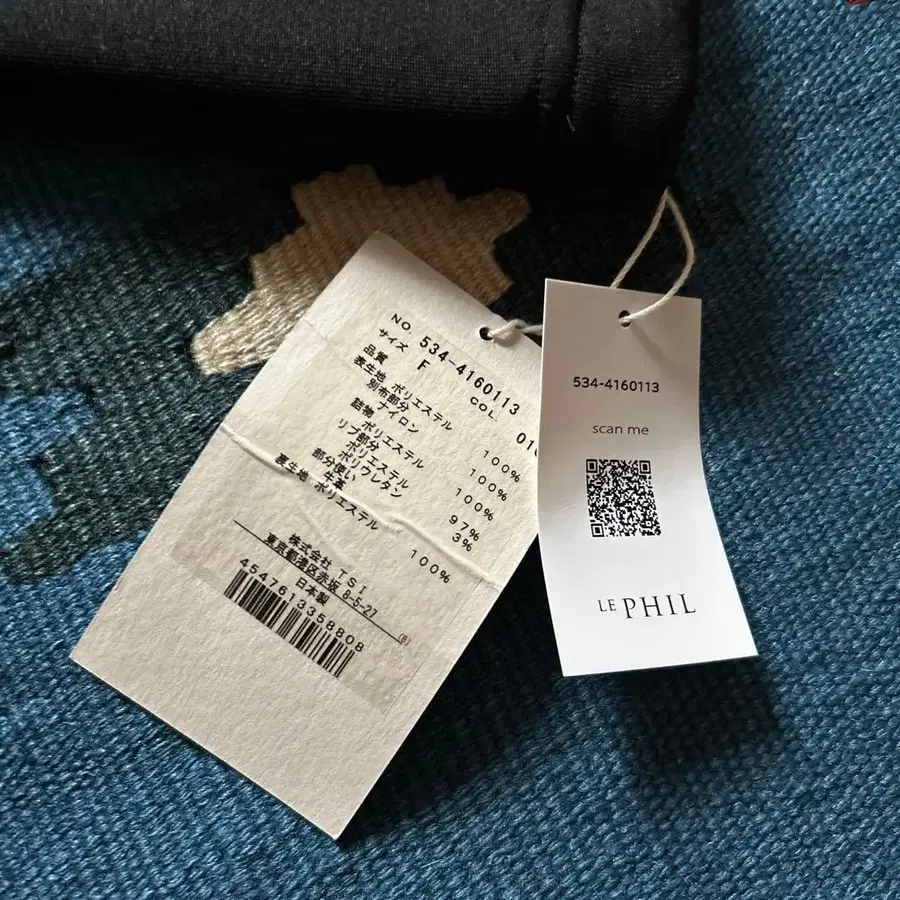 NO. 534-4160113
サイズ F COL. 01
品質
表生地 ポリエステル 100%
別布部分
ナイロン 100%
詰物 ポリエステル 100%
リブ部分
ポリエステル 97%
ポリウレタン 3%
部分使い
牛革
裏生地 ポリエステル 100%
株式会社 TSI
東京都港区赤坂 8-5-27
日本製
(B)
4547613358808
534-4160113
scan me
LE PHIL